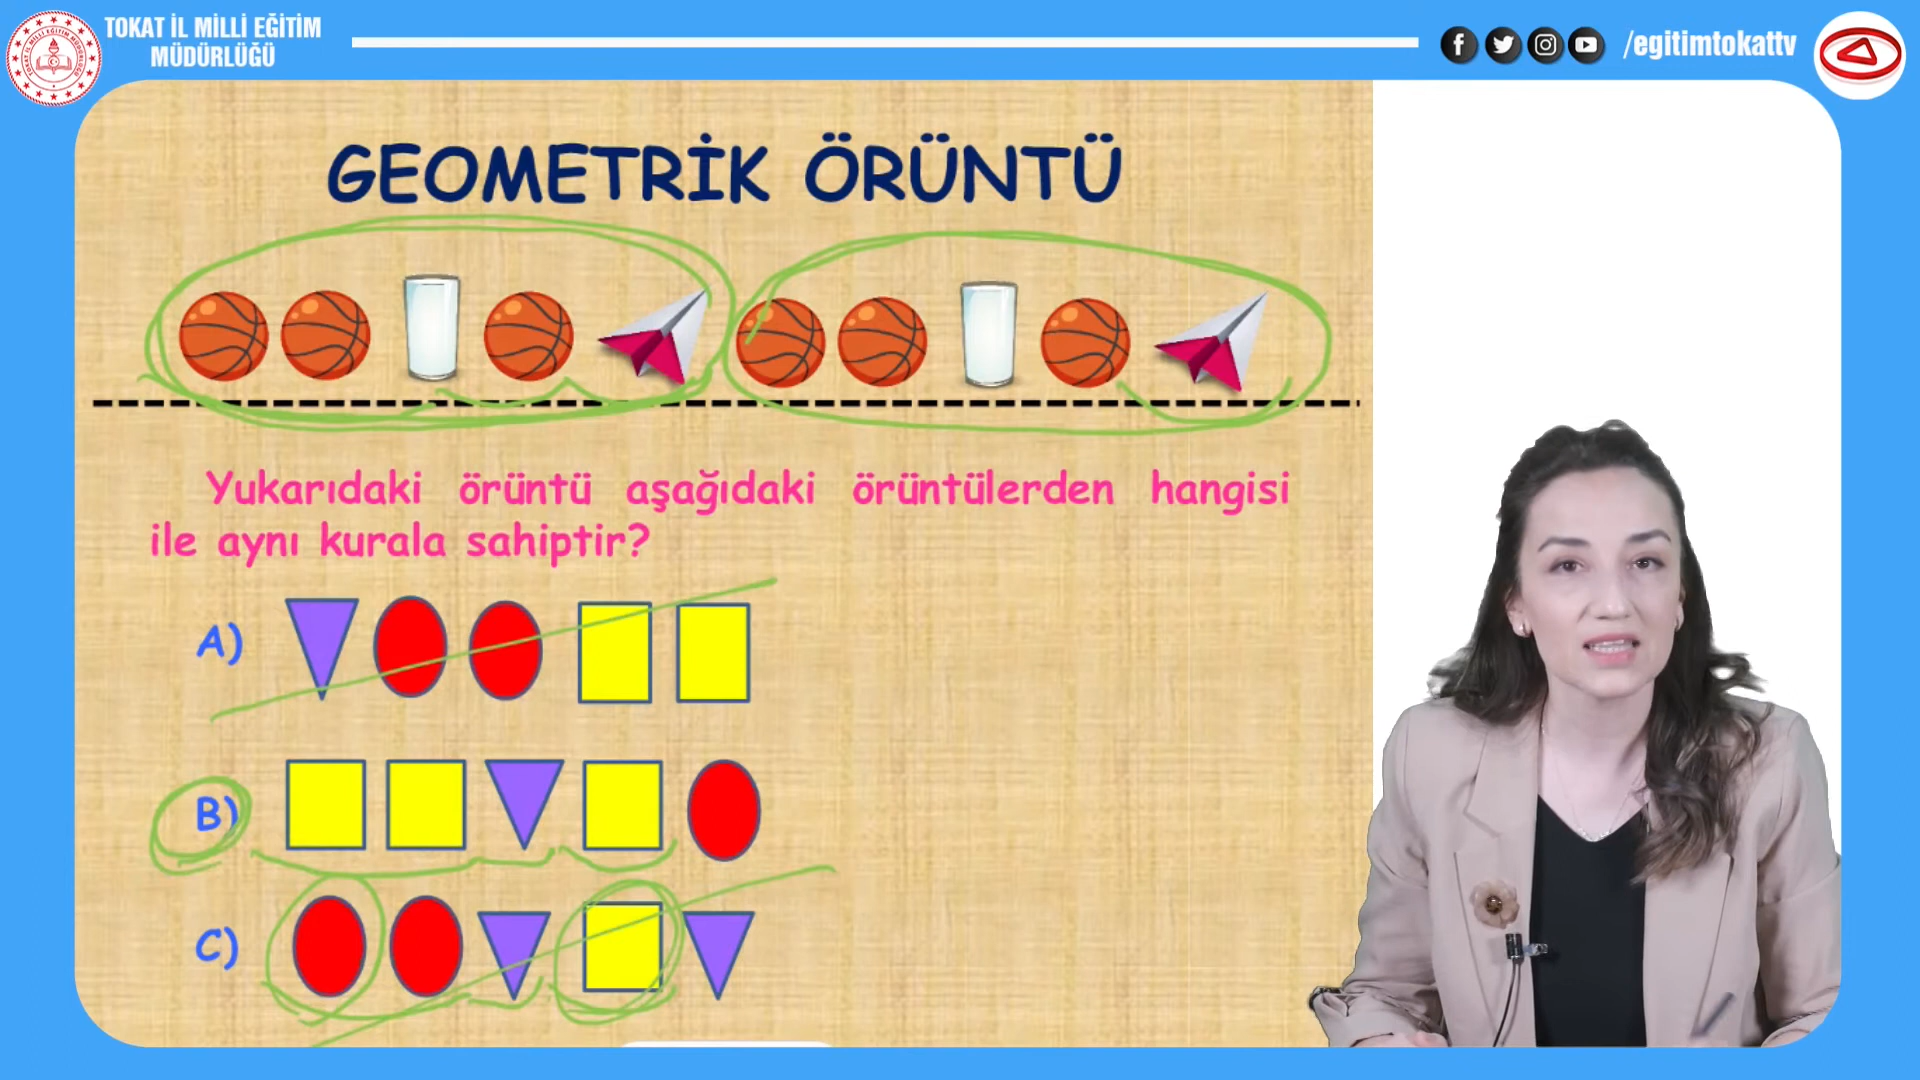 TOKAT İL MİLLİ EĞİTİM
MÜDÜRLÜĞÜ
/egitimtokattv
GEOMETRİK ÖRÜNTÜ
Yukarıdaki örüntü aşağıdaki örüntülerden hangisi
ile aynı kurala sahiptir?
A)
B)
C)